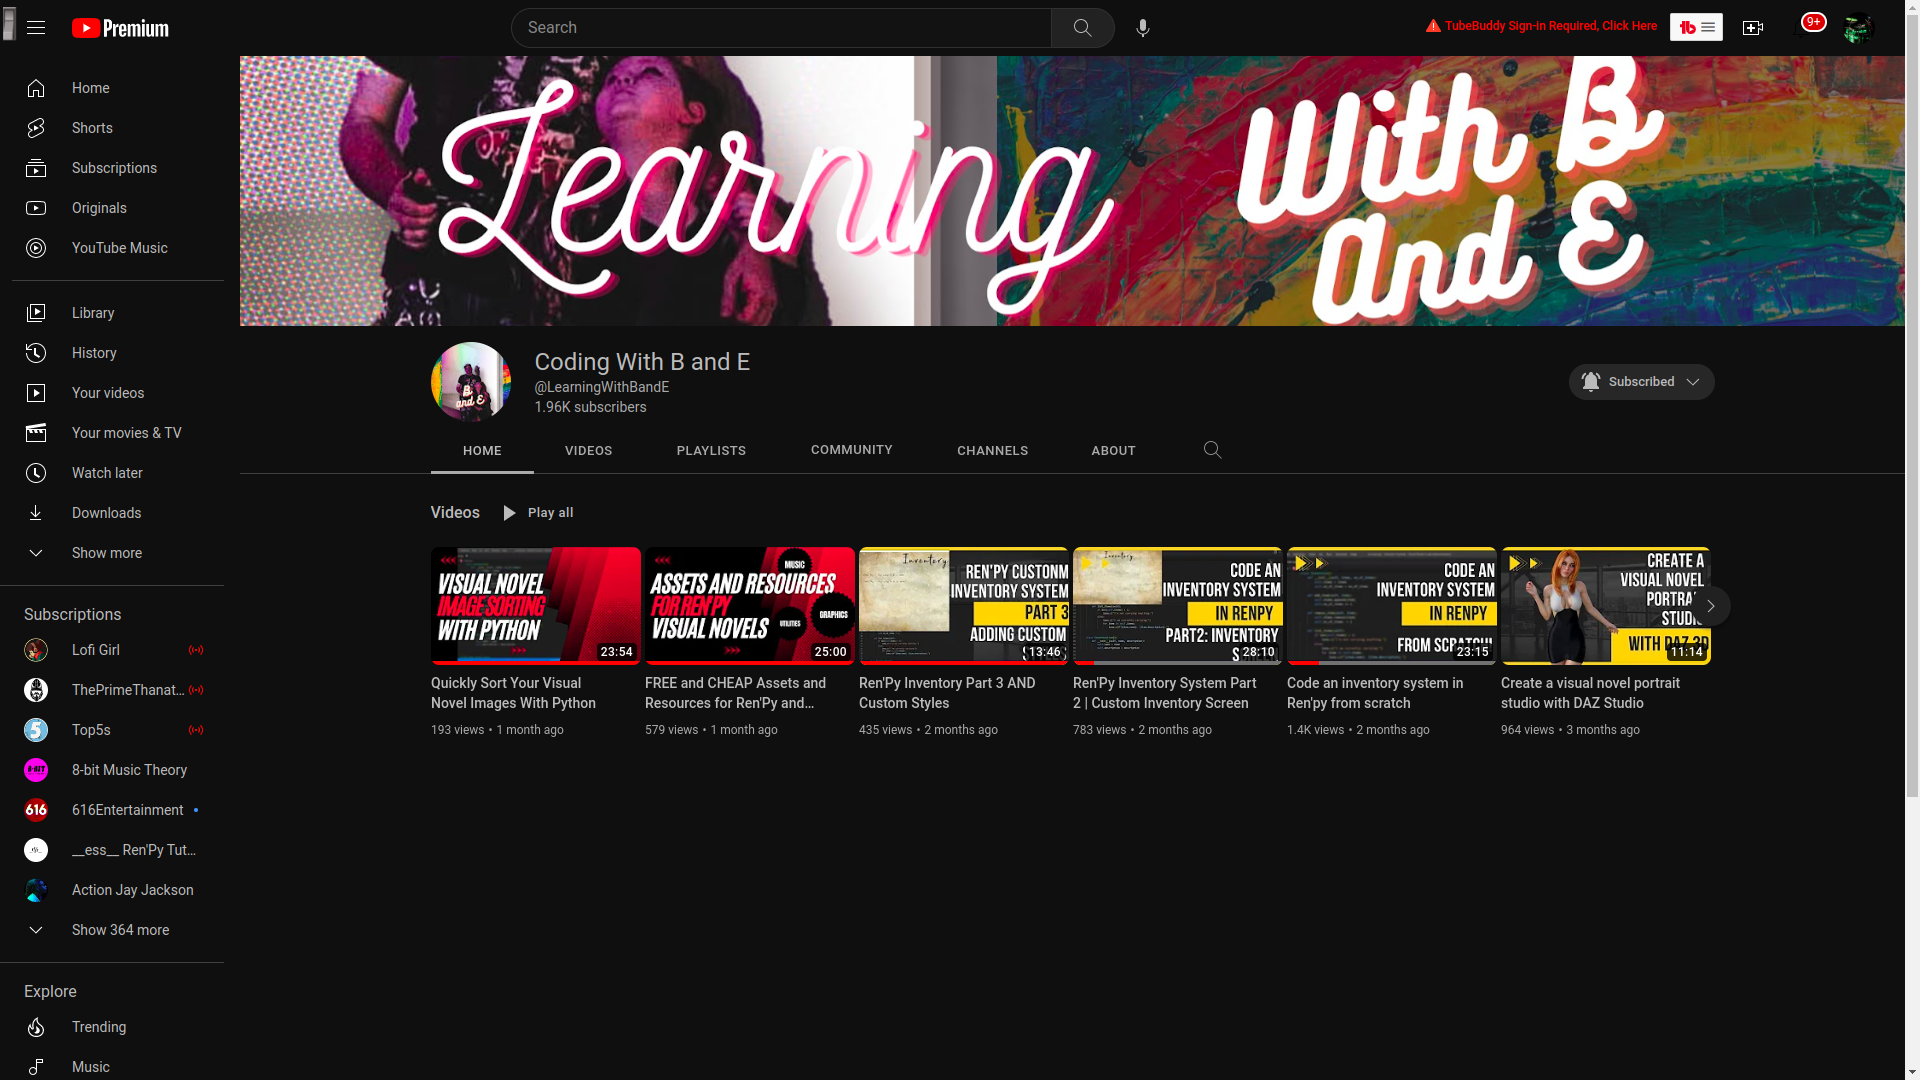 Premium
Search
TubeBuddy Sign-in Required, Click Here
tb
9+
Home
Shorts
Subscriptions
Originals
YouTube Music
Library
History
Your videos
Your movies & TV
Watch later
Downloads
Show more
Subscriptions
Lofi Girl
ThePrimeThanat...
Top5s
8-bit Music Theory
616
616Entertainment
__ess__ Ren'Py Tut...
Action Jay Jackson
Show 364 more
Explore
Trending
Music
Learning
With B
And E
B
and E
Coding With B and E
@LearningWithBandE
1.96K subscribers
Subscribed
HOME
VIDEOS
PLAYLISTS
COMMUNITY
CHANNELS
ABOUT
Videos
Play all
VISUAL NOVEL
IMAGE SORTING
WITH PYTHON
23:54
Quickly Sort Your Visual
Novel Images With Python
193 views • 1 month ago
MUSIC
ASSETS AND RESOURCES
FOR REN'PY
VISUAL NOVELS
GRAPHICS
UTILITIES
25:00
FREE and CHEAP Assets and
Resources for Ren'Py and...
579 views • 1 month ago
Inventory
REN'PY CUSTONM
INVENTORY SYSTEM
PART 3
ADDING CUSTOM
13:46
Ren'Py Inventory Part 3 AND
Custom Styles
435 views • 2 months ago
Inventory
CODE AN
INVENTORY SYSTEM
IN RENPY
PART2: INVENTORY
28:10
Ren'Py Inventory System Part
2 | Custom Inventory Screen
783 views • 2 months ago
CODE AN
INVENTORY SYSTEM
IN RENPY
FROM SCRATCH!
23:15
Code an inventory system in
Ren'py from scratch
1.4K views • 2 months ago
CREATE A
VISUAL NOVEL
PORTRA
STUDI
WITH DAZ 3D
11:14
Create a visual novel portrait
studio with DAZ Studio
964 views • 3 months ago